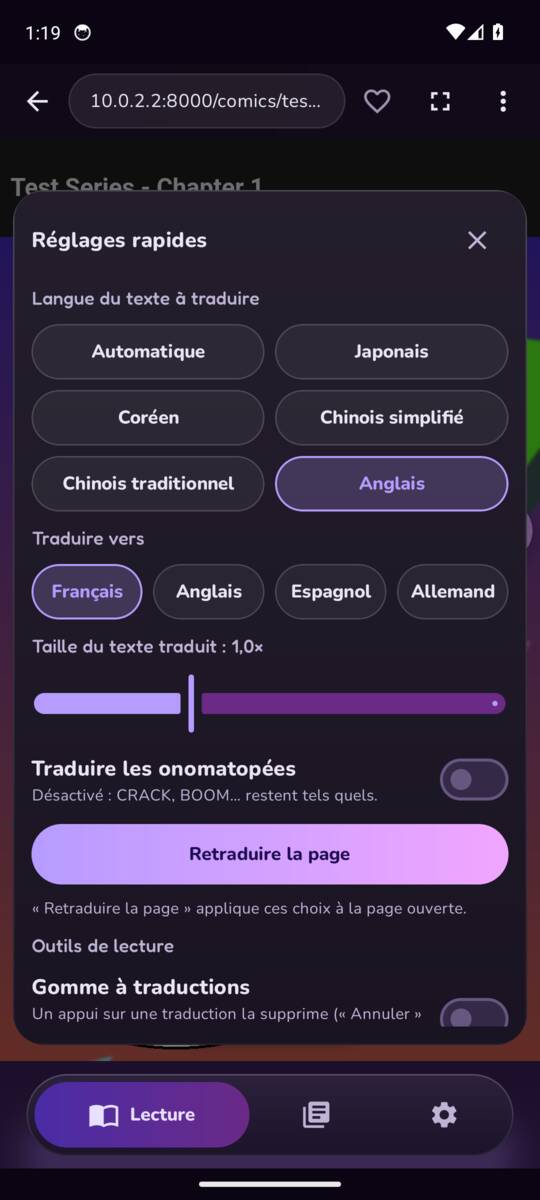 1:19
10.0.2.2:8000/comics/tes...
Test Series - Chapter 1
Réglages rapides
Langue du texte à traduire
Automatique
Japonais
Coréen
Chinois simplifié
Chinois traditionnel
Anglais
Traduire vers
Français
Anglais
Espagnol
Allemand
Taille du texte traduit : 1,0×
Traduire les onomatopées
Désactivé : CRACK, BOOM… restent tels quels.
Retraduire la page
« Retraduire la page » applique ces choix à la page ouverte.
Outils de lecture
Gomme à traductions
Un appui sur une traduction la supprime (« Annuler »
Lecture